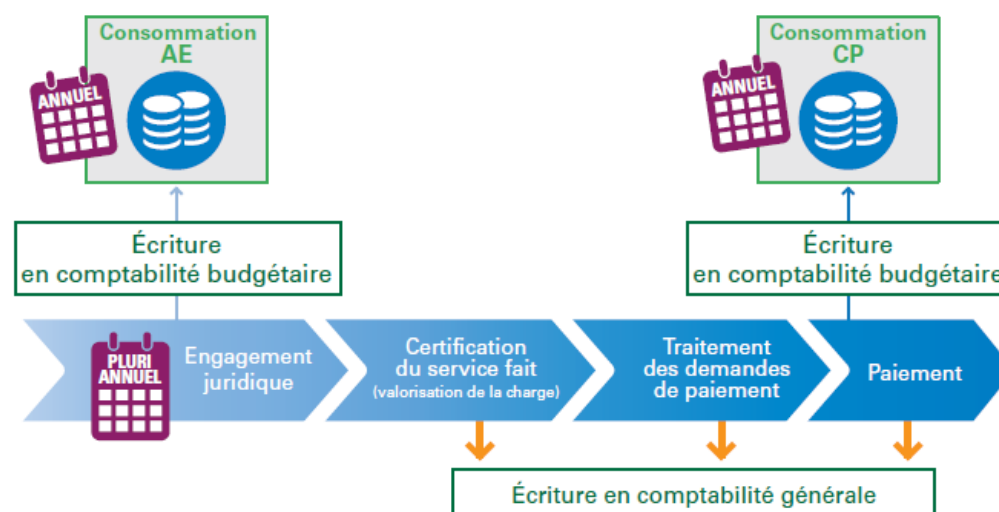 Consommation
AE
ANNUEL
Consommation
CP
ANNUEL
Écriture
en comptabilité budgétaire
Écriture
en comptabilité budgétaire
PLURI
ANNUEL
Engagement
juridique
Certification
du service fait
(valorisation de la charge)
Traitement
des demandes
de paiement
Paiement
Écriture en comptabilité générale